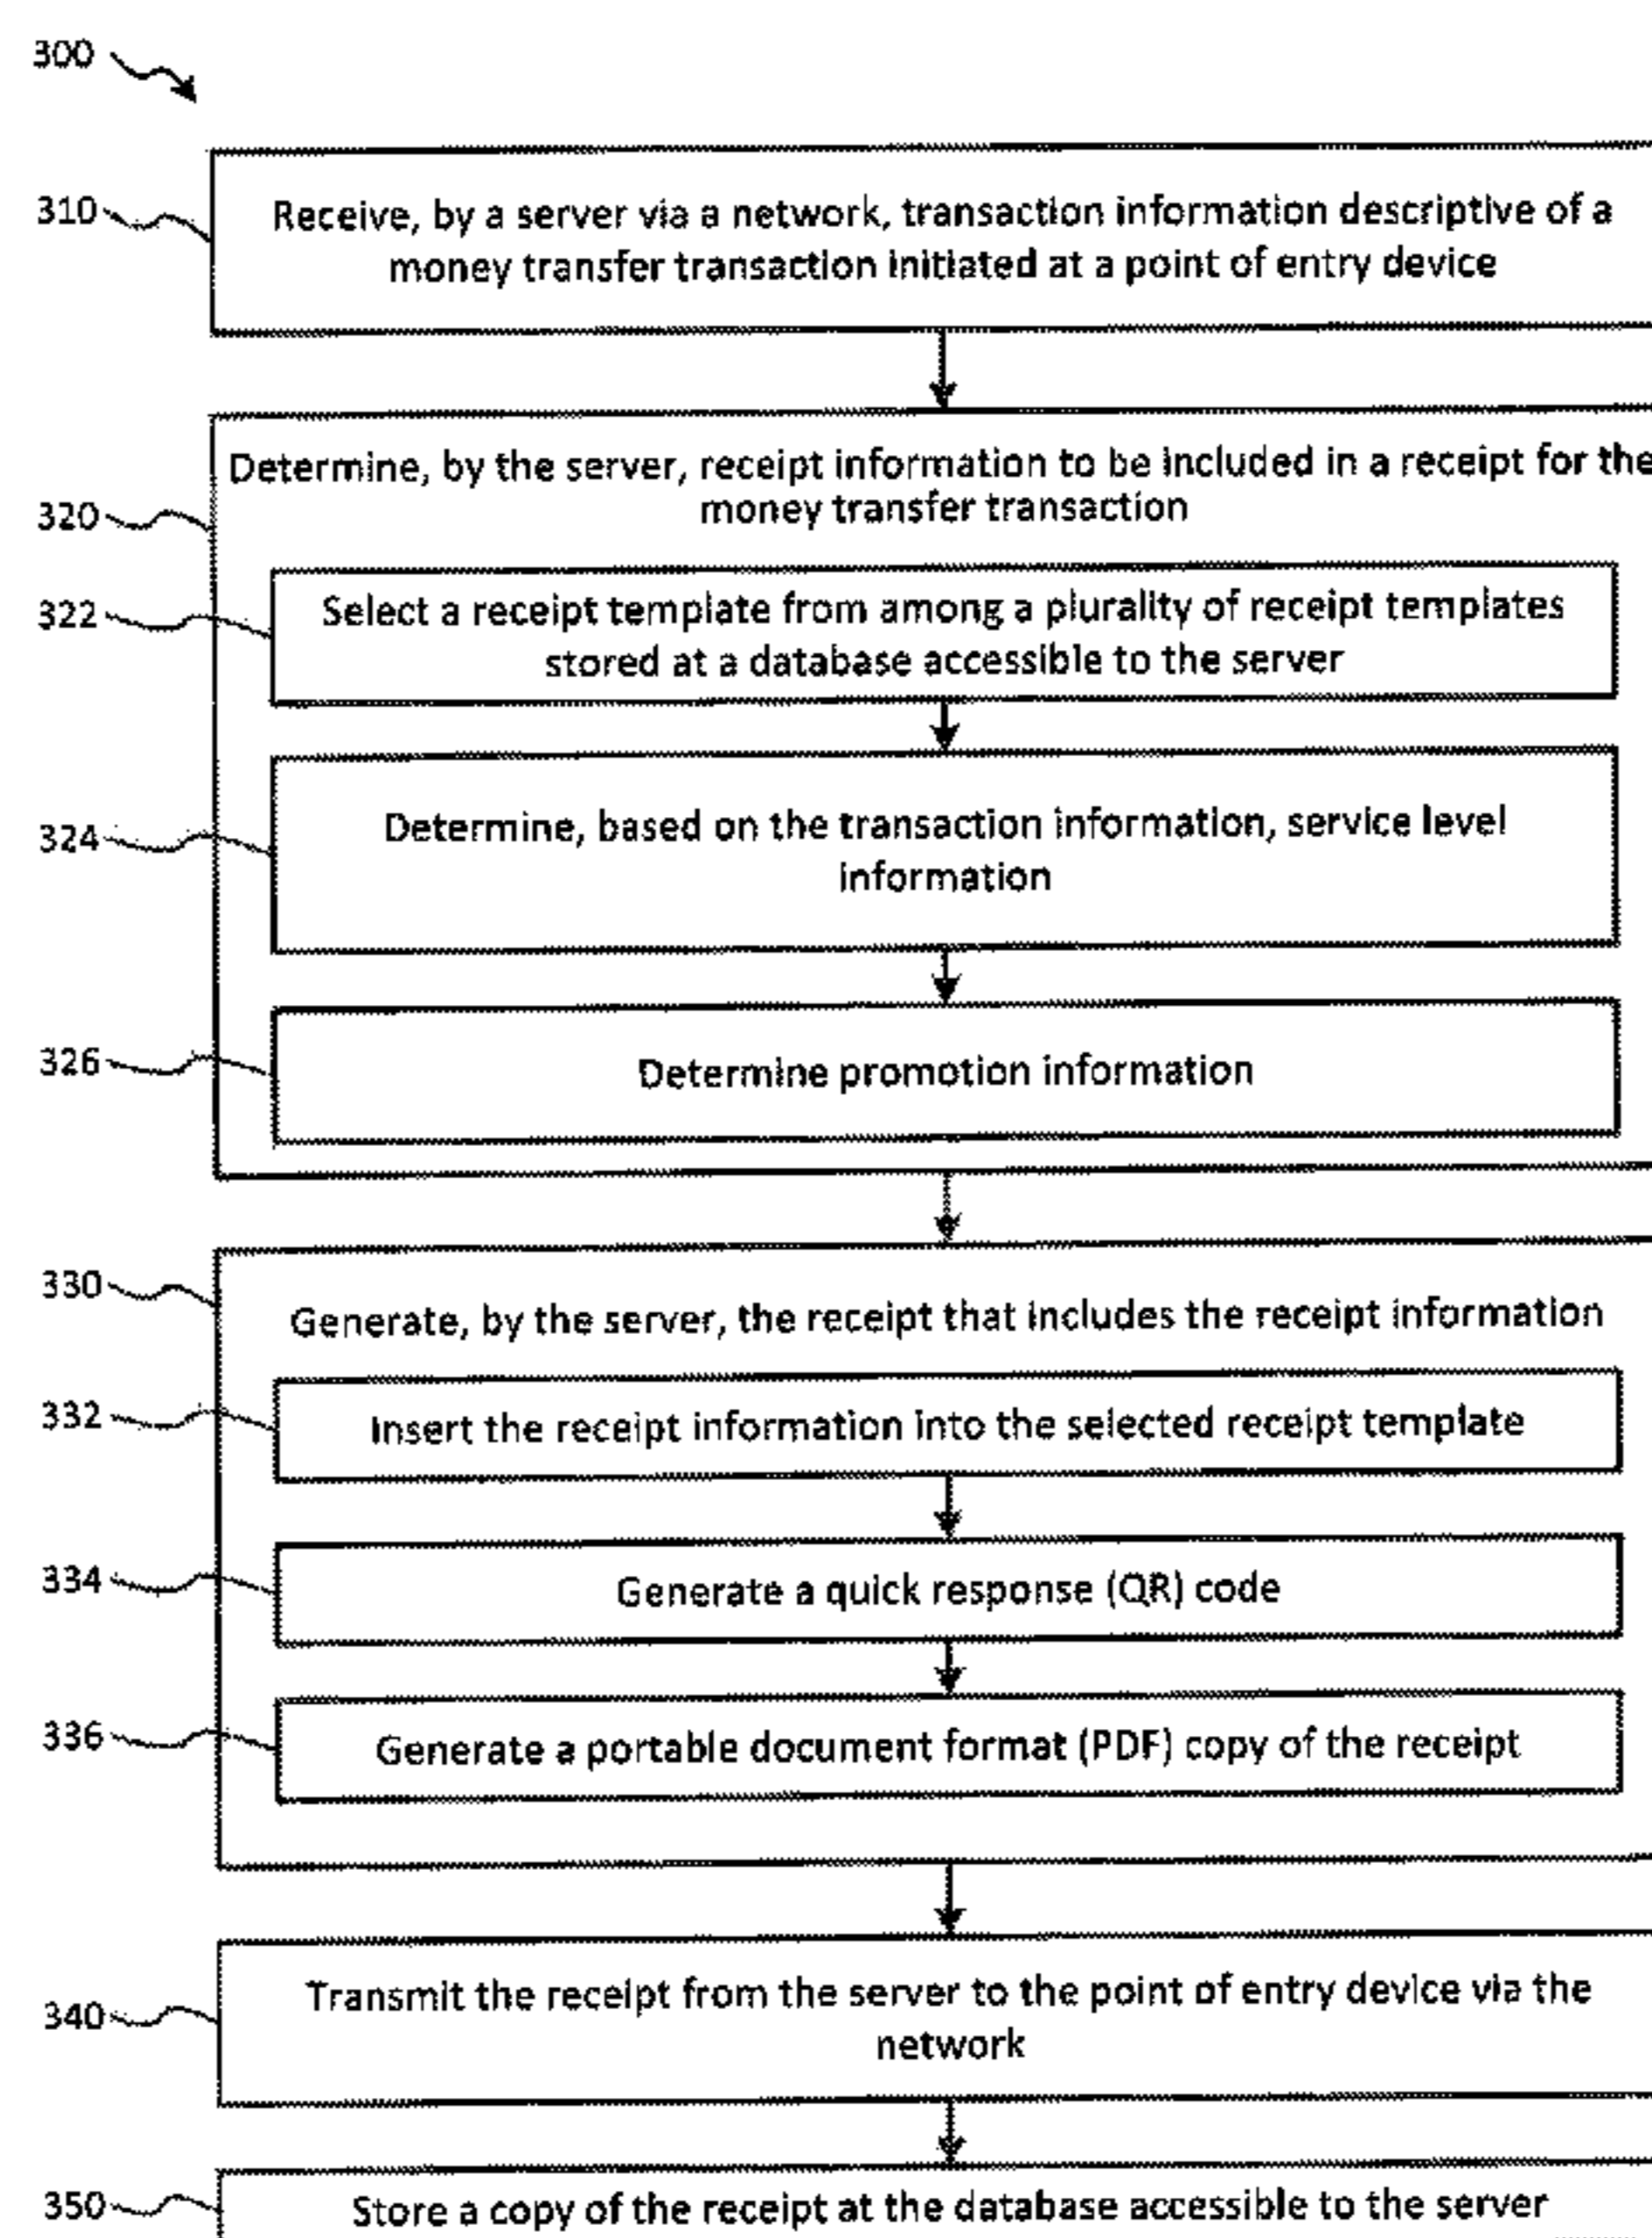 300
310
Receive, by a server via a network, transaction information descriptive of a
money transfer transaction initiated at a point of entry device
Determine, by the server, receipt information to be included in a receipt for the
money transfer transaction
320
322
Select a receipt template from among a plurality of receipt templates
stored at a database accessible to the server
324
Determine, based on the transaction information, service level
information
326
Determine promotion information
330
Generate, by the server, the receipt that includes the receipt information
332
Insert the receipt information into the selected receipt template
334
Generate a quick response (QR) code
336
Generate a portable document format (PDF) copy of the receipt
340
Transmit the receipt from the server to the point of entry device via the
network
350
Store a copy of the receipt at the database accessible to the server